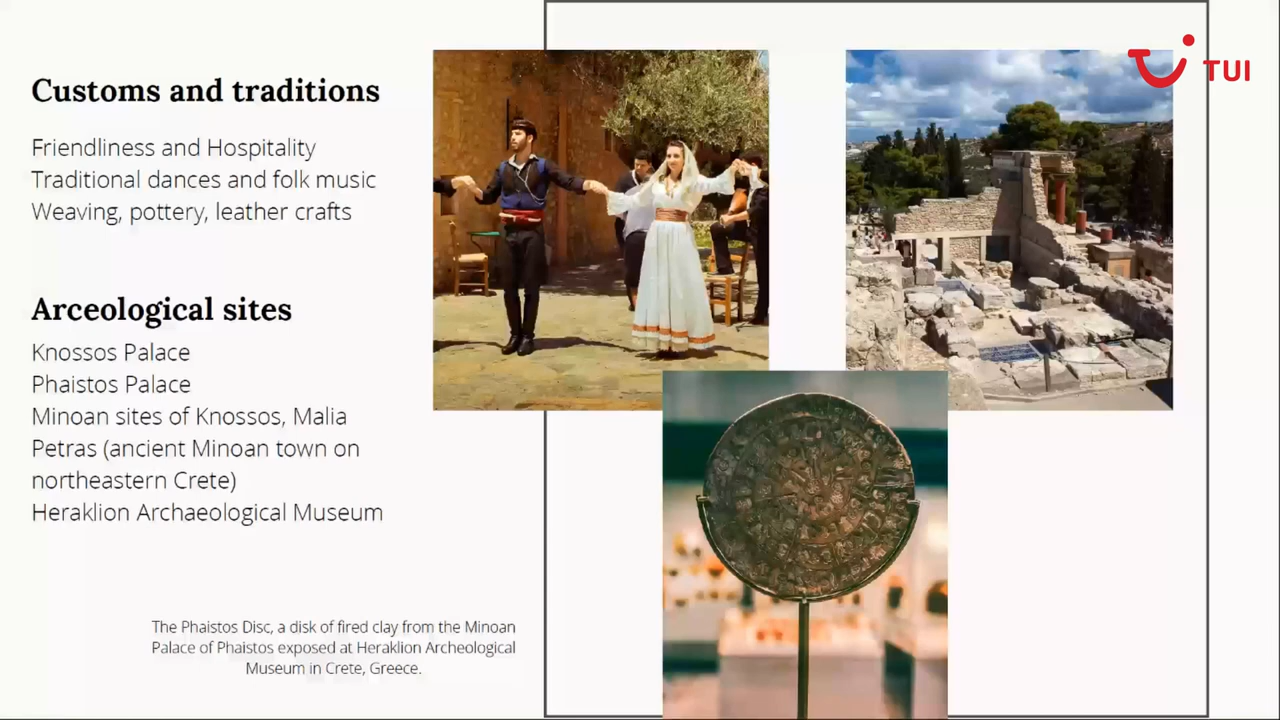 TUI
Customs and traditions
Friendliness and Hospitality
Traditional dances and folk music
Weaving, pottery, leather crafts
Arceological sites
Knossos Palace
Phaistos Palace
Minoan sites of Knossos, Malia
Petras (ancient Minoan town on
northeastern Crete)
Heraklion Archaeological Museum
The Phaistos Disc, a disk of fired clay from the Minoan
Palace of Phaistos exposed at Heraklion Archeological
Museum in Crete, Greece.